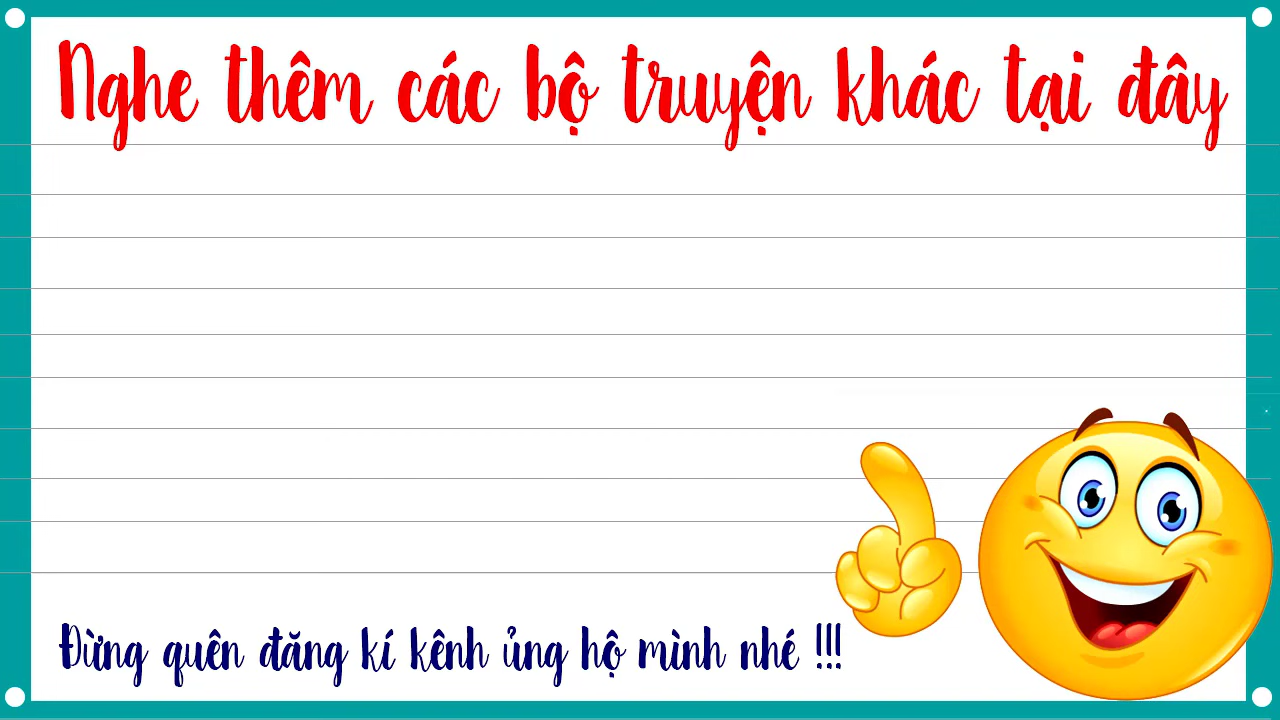 Nghe thêm các bộ truyện khác tại đây
Đừng quên đăng kí kênh ủng hộ mình nhé !!!